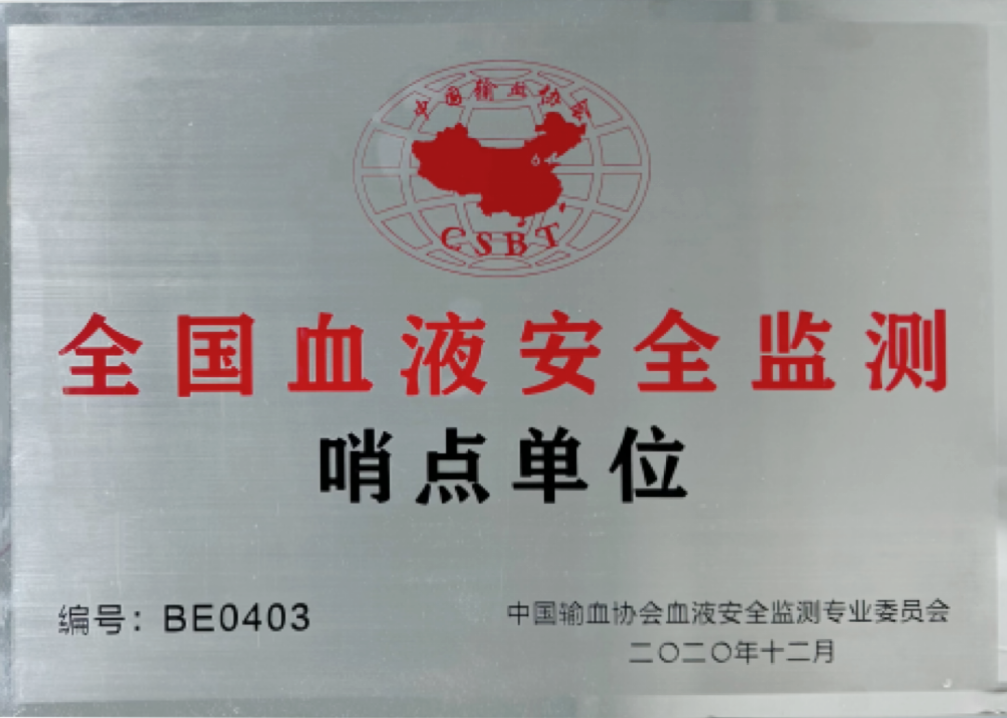 中国输血协会
CSBT
全国血液安全监测
哨点单位
编号：BE0403
中国输血协会血液安全监测专业委员会
二〇二〇年十二月